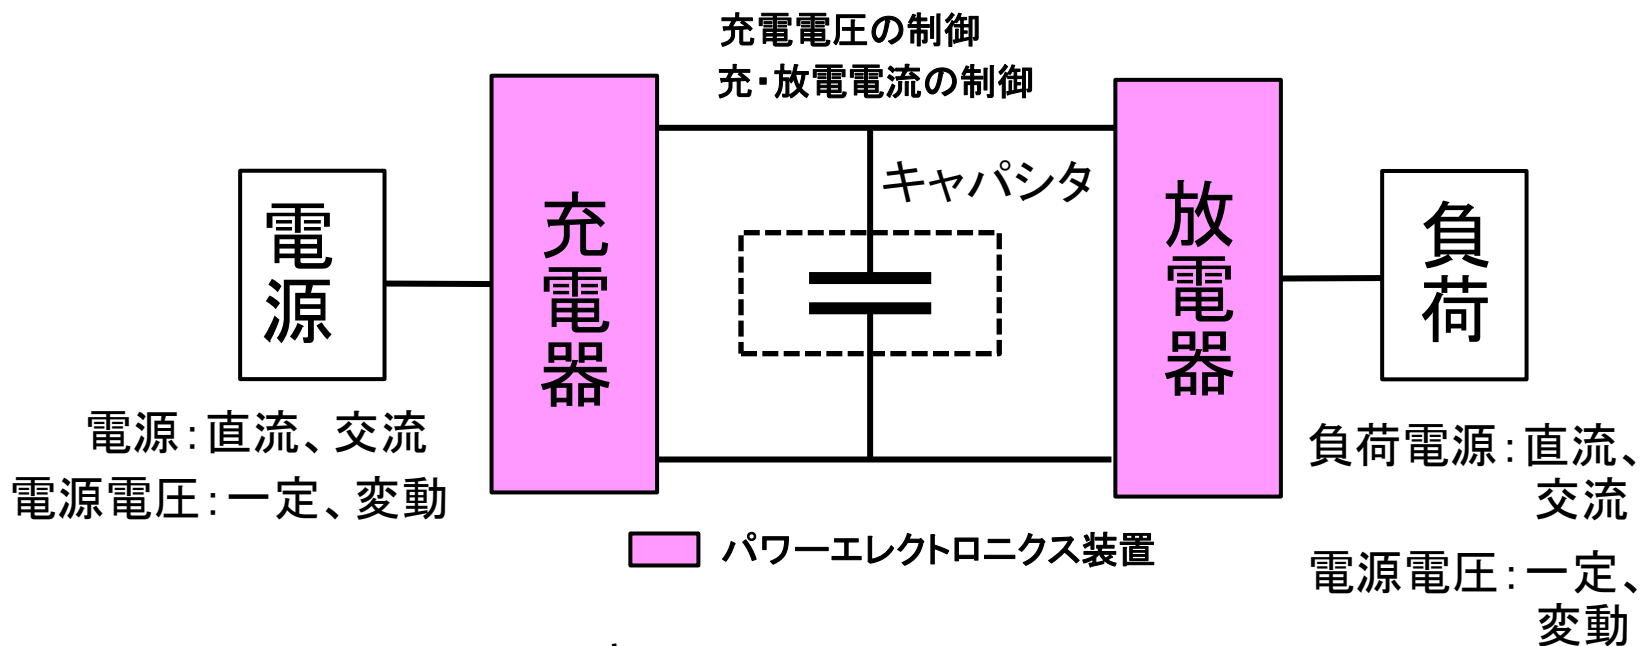 充電電圧の制御
充・放電電流の制御
キャパシタ
電源
充電器
放電器
負荷
電源：直流、交流
電源電圧：一定、変動
負荷電源：直流、
交流
電源電圧：一定、
変動
パワーエレクトロニクス装置